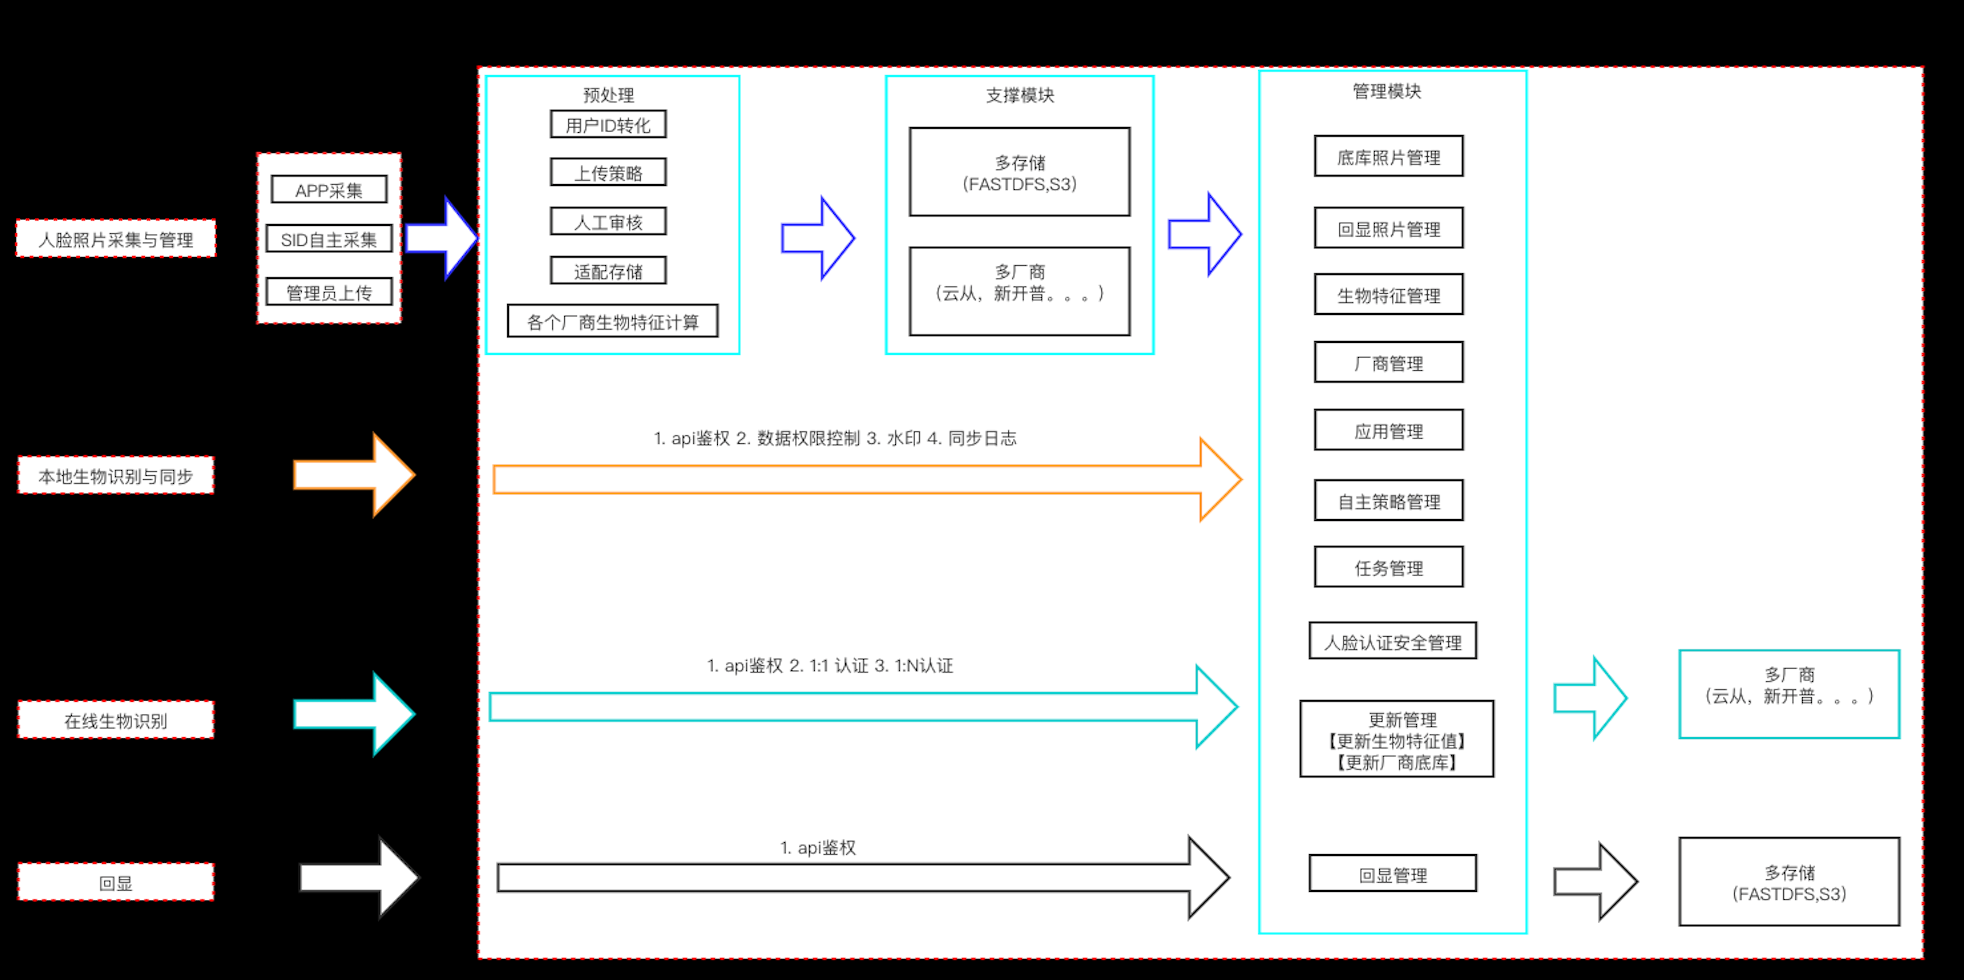 人脸照片采集与管理
APP采集
SID自主采集
管理员上传
预处理
用户ID转化
上传策略
人工审核
适配存储
各个厂商生物特征计算
支撑模块
多存储
(FASTDFS,S3)
多厂商
(云从，新开普。。。)
管理模块
底库照片管理
回显照片管理
生物特征管理
厂商管理
应用管理
自主策略管理
任务管理
人脸认证安全管理
更新管理
【更新生物特征值】
【更新厂商底库】
回显管理
本地生物识别与同步
1. api鉴权 2. 数据权限控制 3. 水印 4. 同步日志
在线生物识别
1. api鉴权 2. 1:1 认证 3. 1:N认证
多厂商
(云从，新开普。。。)
回显
1. api鉴权
多存储
(FASTDFS,S3)